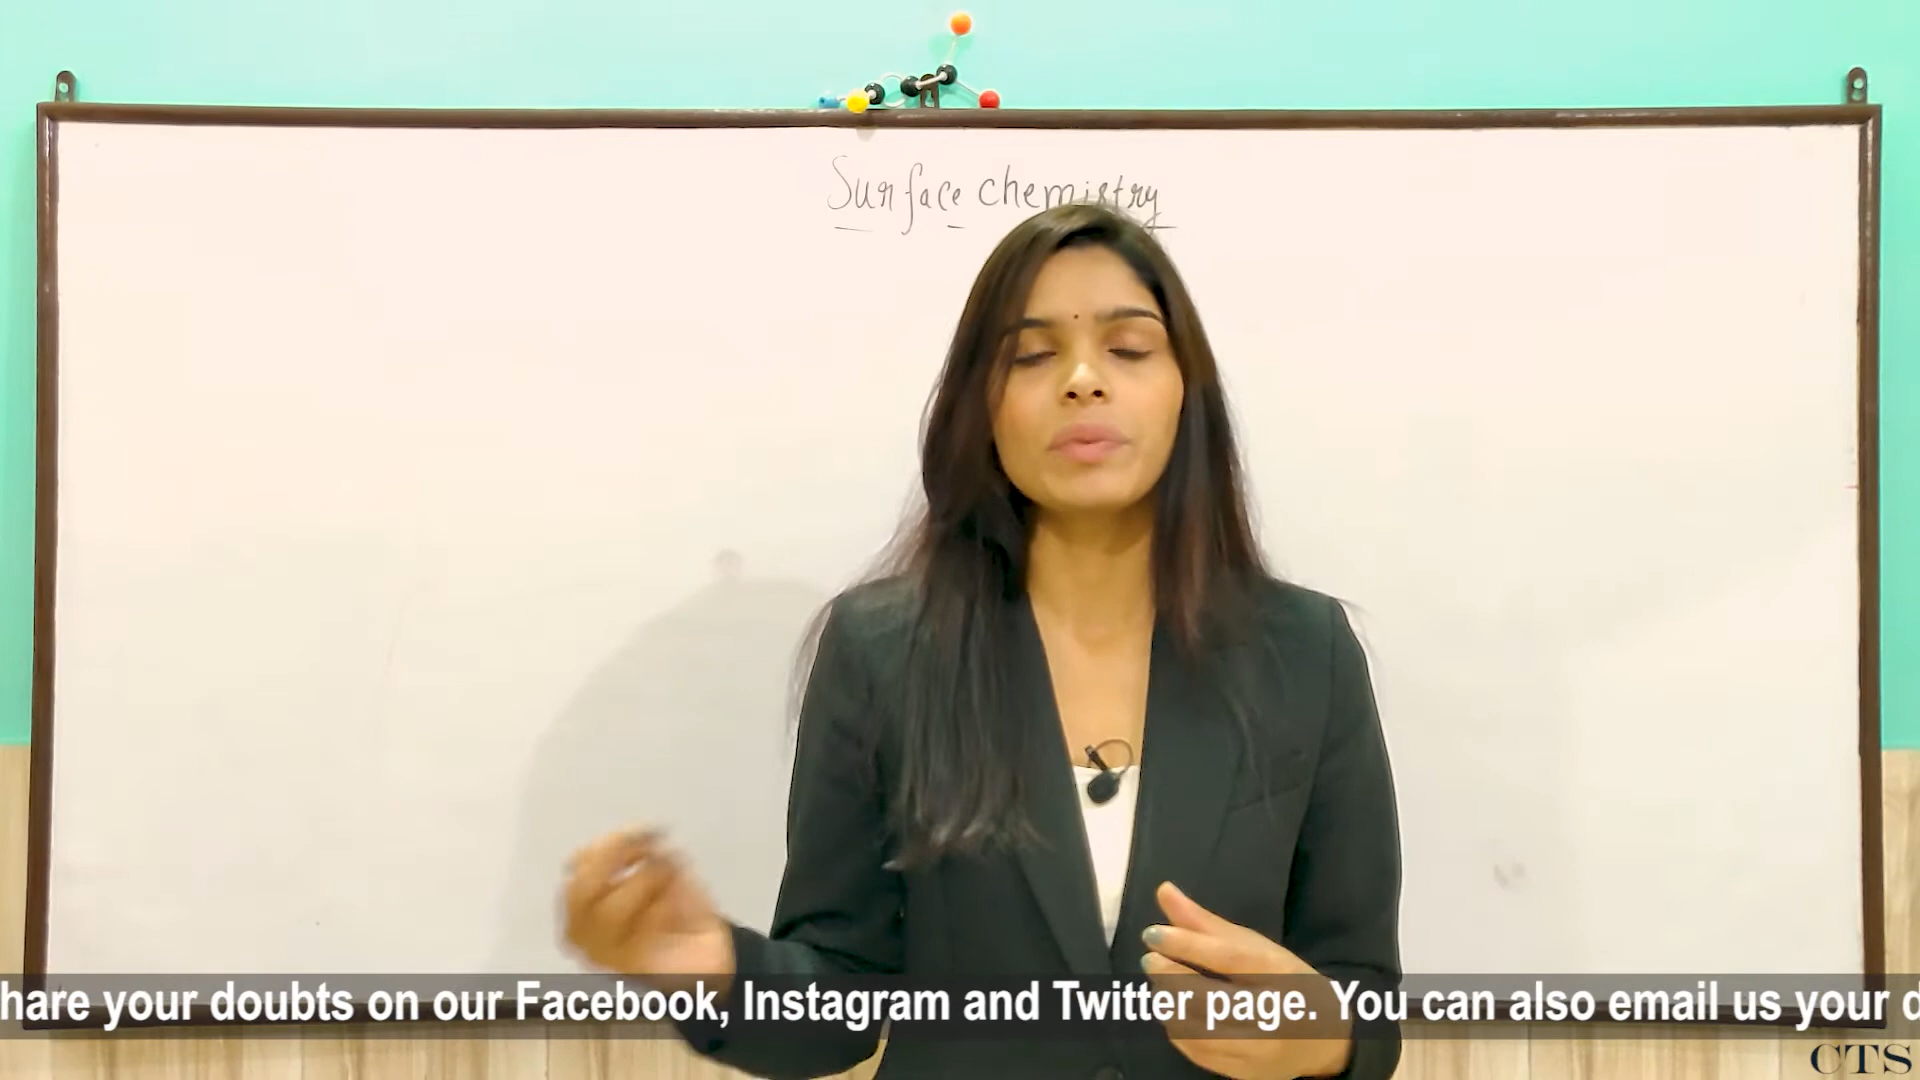 Surface chemistry
hare your doubts on our Facebook, Instagram and Twitter page. You can also email us your d
CTS